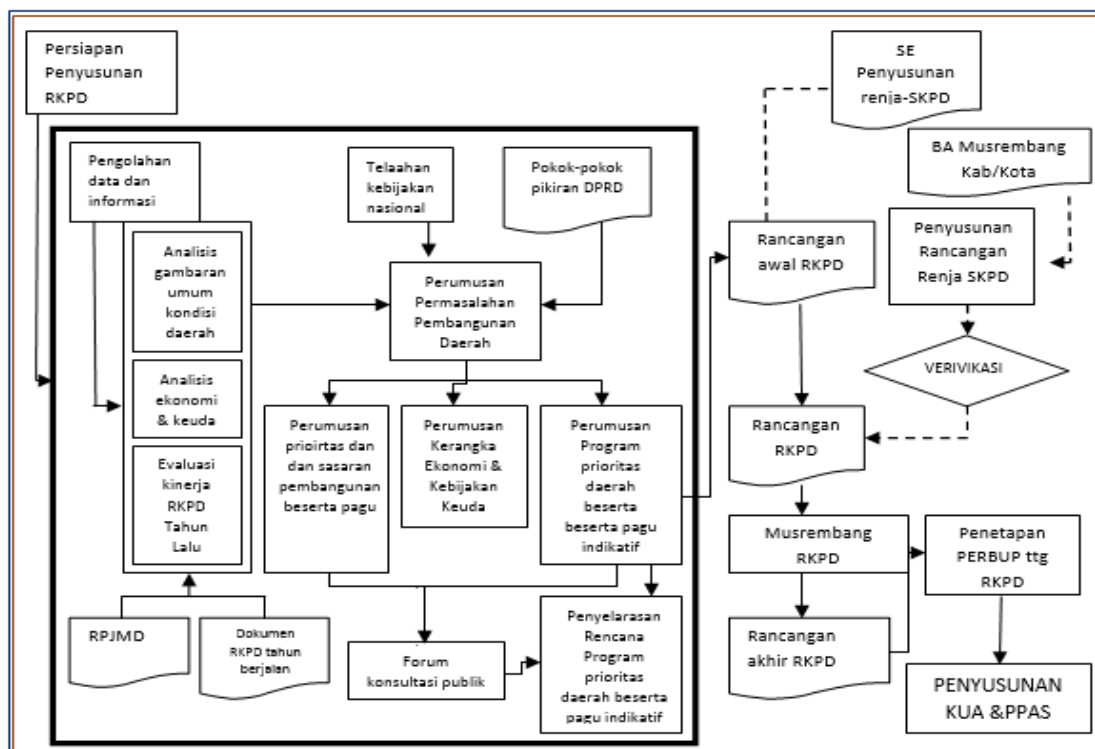 Persiapan
Penyusunan
RKPD
SE
Penyusunan
renja-SKPD
BA Musrembang
Kab/Kota
Pengolahan
data dan
informasi
Telaahan
kebijakan
nasional
Pokok-pokok
pikiran DPRD
Analisis
gambaran
umum
kondisi
daerah
Perumusan
Permasalahan
Pembangunan
Daerah
Rancangan
awal RKPD
Penyusunan
Rancangan
Renja SKPD
VERIVIKASI
Analisis
ekonomi
& keuda
Evaluasi
kinerja
RKPD
Tahun
Lalu
Perumusan
prioirtas dan
dan sasaran
pembangunan
beserta pagu
Perumusan
Kerangka
Ekonomi &
Kebijakan
Keuda
Perumusan
Program
prioritas
daerah
beserta
beserta pagu
indikatif
Rancangan
RKPD
Musrembang
RKPD
Penetapan
PERBUP ttg
RKPD
RPJMD
Dokumen
RKPD tahun
berjalan
Forum
konsultasi publik
Penyelarasan
Rencana
Program
prioritas
daerah beserta
pagu indikatif
Rancangan
akhir RKPD
PENYUSUNAN
KUA &PPAS